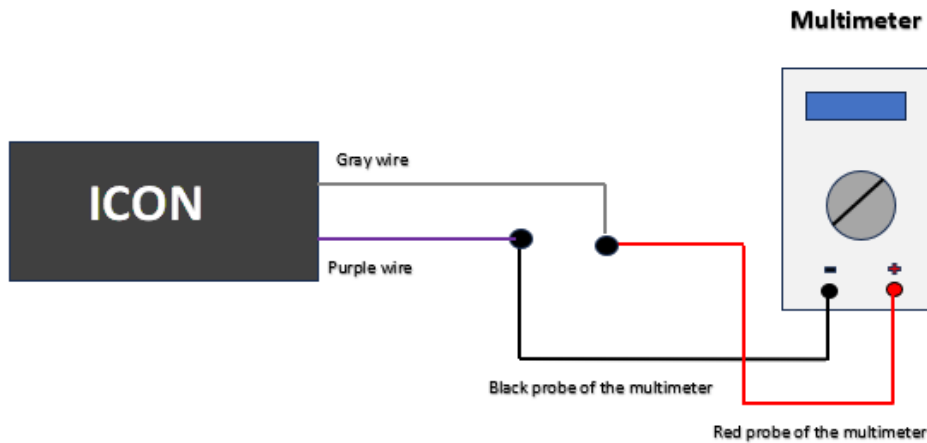 Multimeter
Gray wire
ICON
Purple wire
- +
Black probe of the multimeter
Red probe of the multimeter